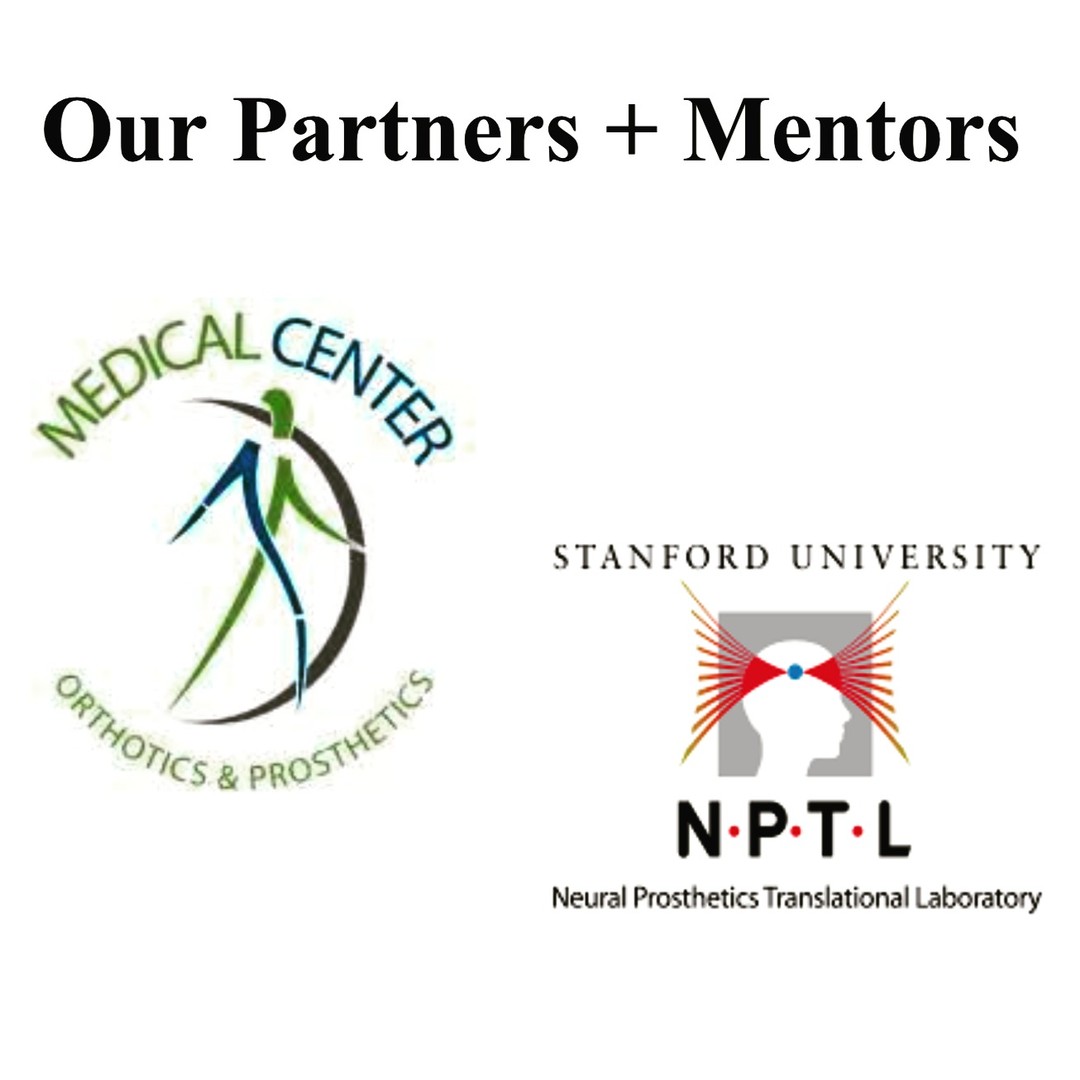 Our Partners + Mentors
MEDICAL CENTER
ORTHOTICS & PROSTHETICS
STANFORD UNIVERSITY
N·P·T·L
Neural Prosthetics Translational Laboratory